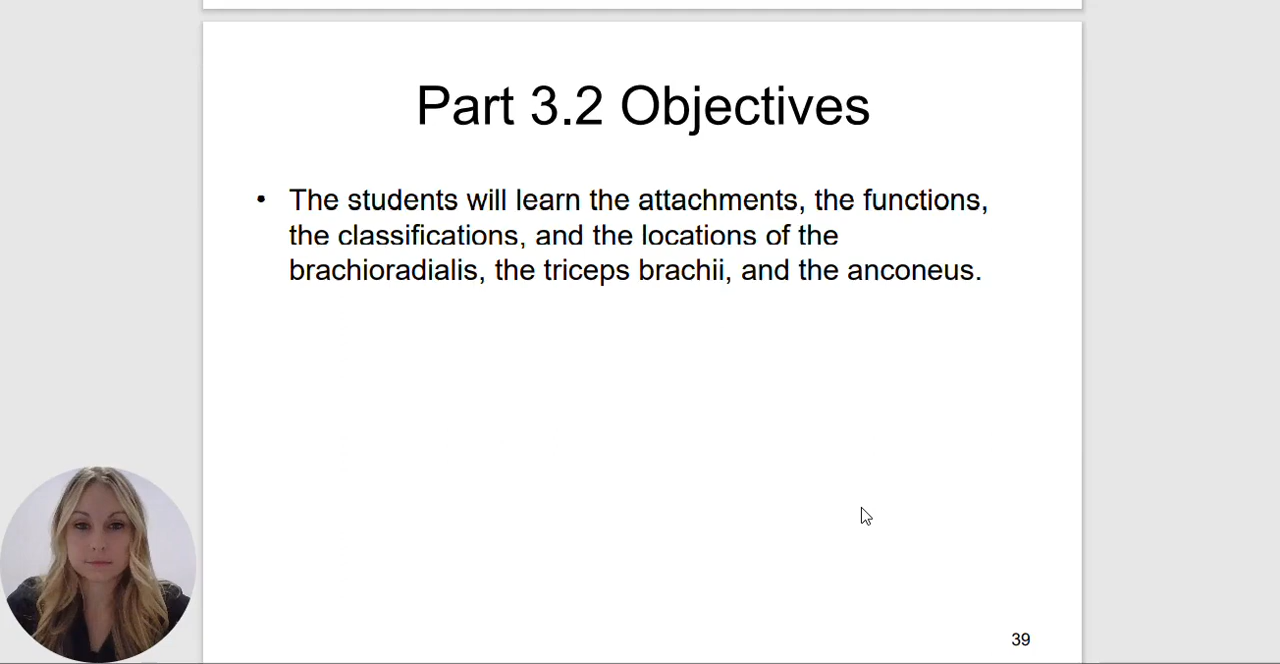 Part 3.2 Objectives
• The students will learn the attachments, the functions,
the classifications, and the locations of the
brachioradialis, the triceps brachii, and the anconeus.
39